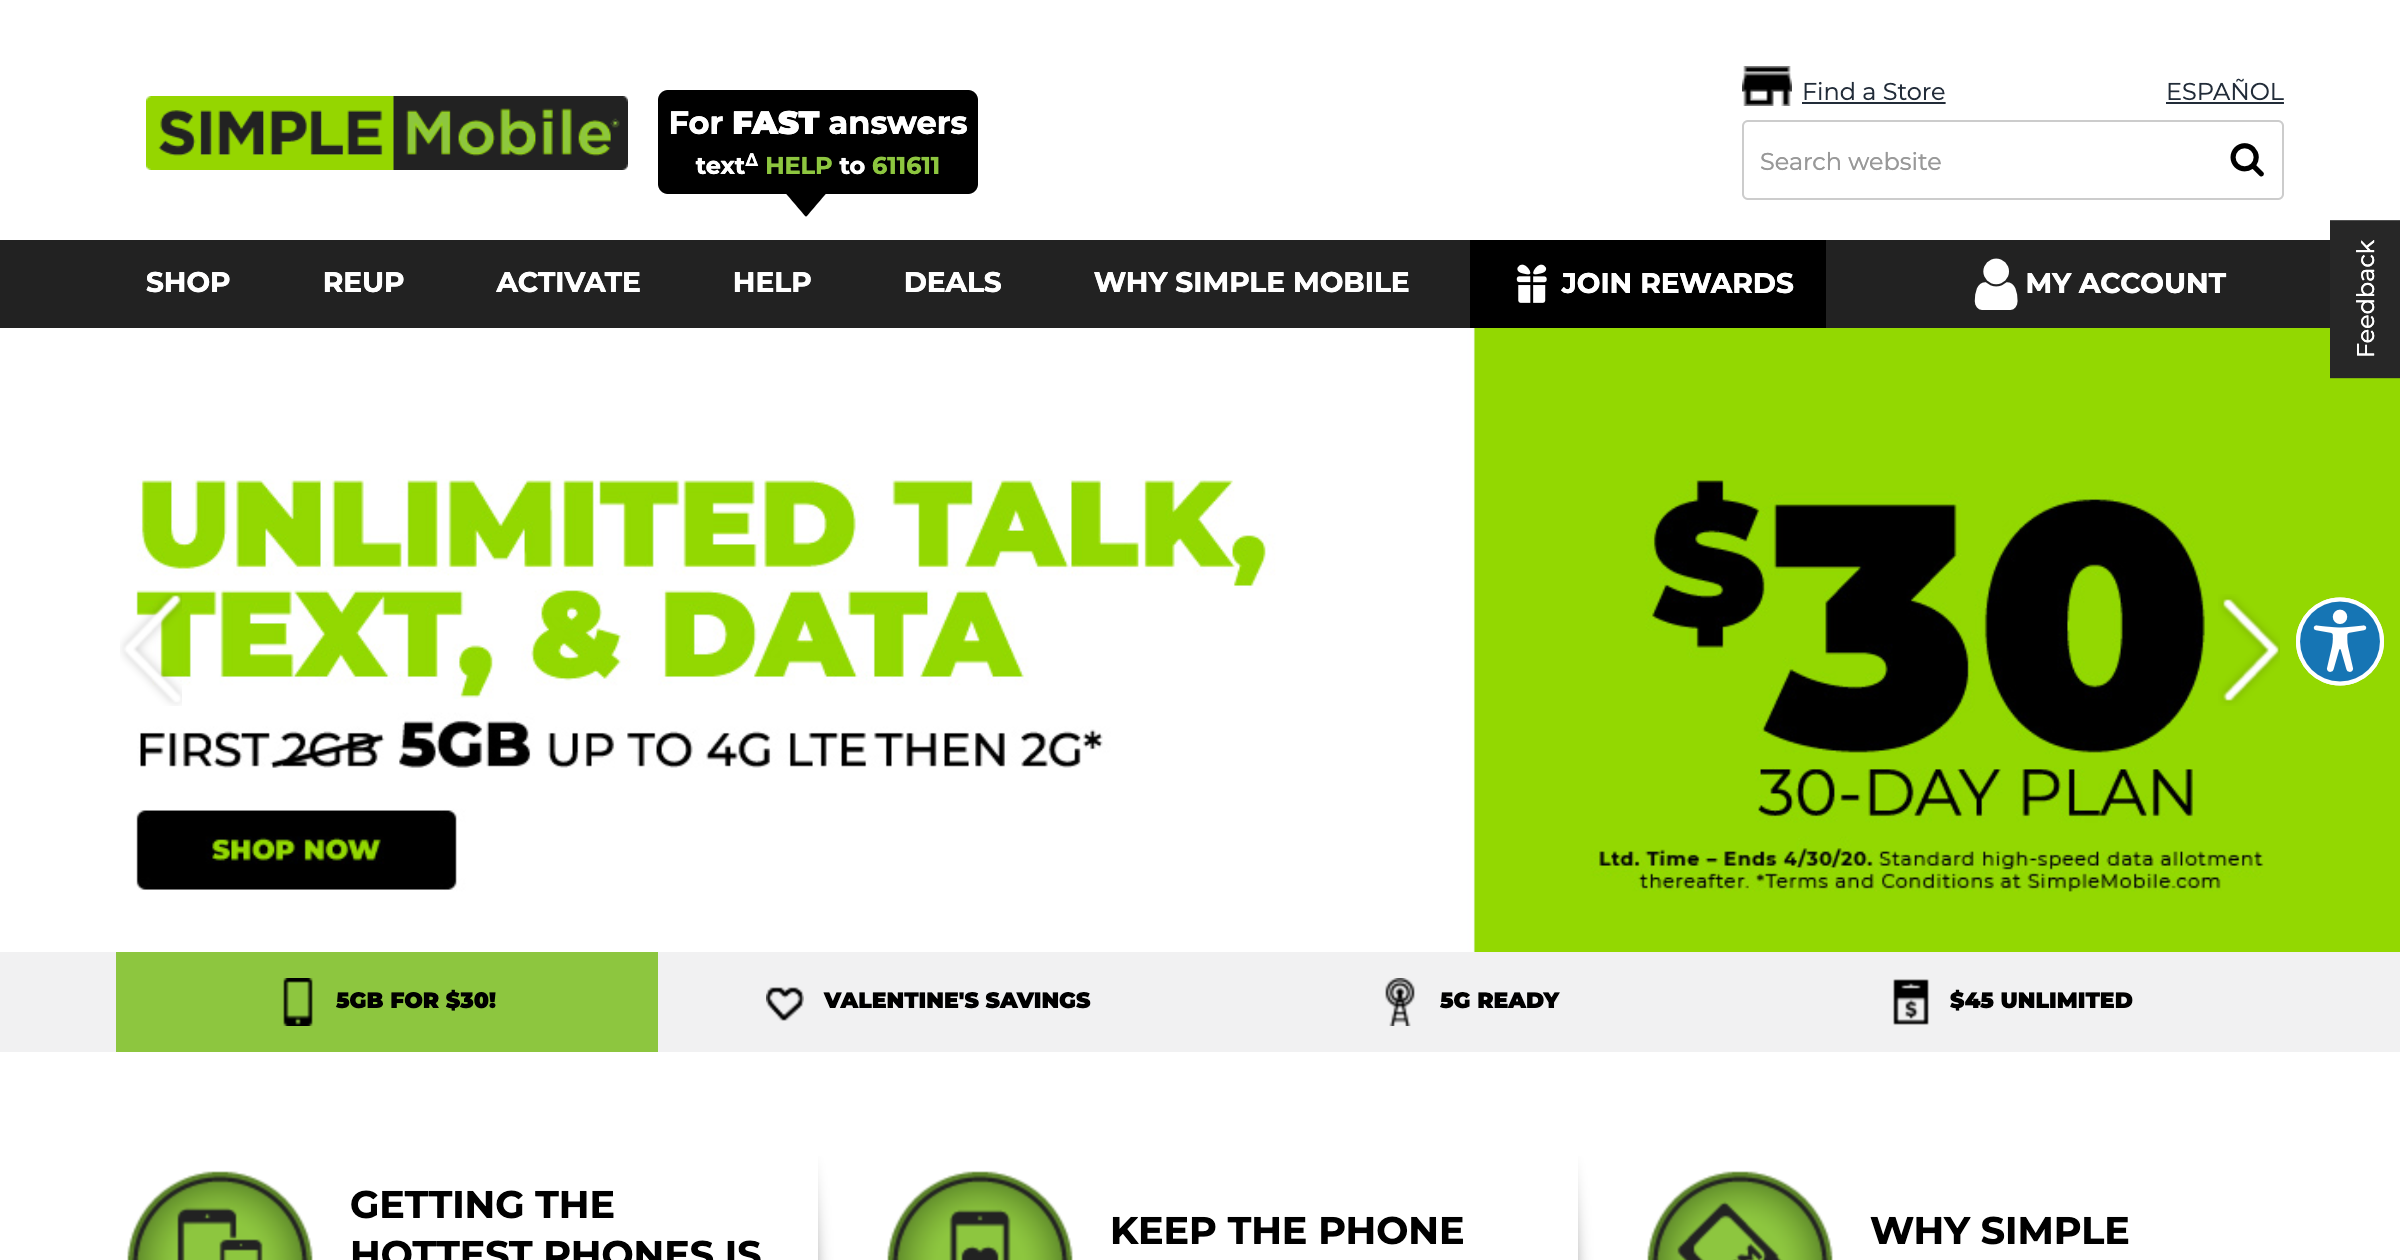 SIMPLE Mobile
For FAST answers
textΔ HELP to 611611
Find a Store
ESPAÑOL
Search website
SHOP
REUP
ACTIVATE
HELP
DEALS
WHY SIMPLE MOBILE
JOIN REWARDS
MY ACCOUNT
Feedback
UNLIMITED TALK,
TEXT, & DATA
FIRST 2GB 5GB UP TO 4G LTE THEN 2G*
SHOP NOW
$30
30-DAY PLAN
Ltd. Time – Ends 4/30/20. Standard high-speed data allotment
thereafter. *Terms and Conditions at SimpleMobile.com
5GB FOR $30!
VALENTINE'S SAVINGS
5G READY
$45 UNLIMITED
GETTING THE
HOTTEST PHONES IS
KEEP THE PHONE
WHY SIMPLE